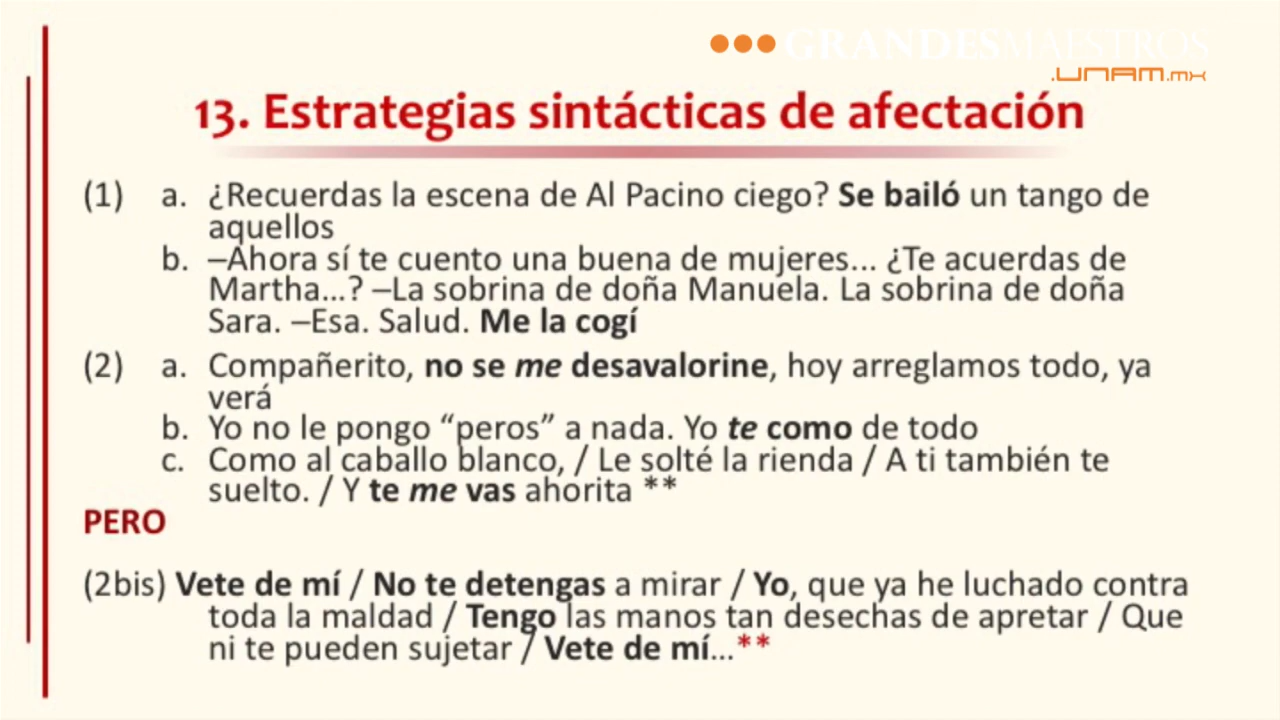 GRANDESMAESTROS
.UNAM.mx
13. Estrategias sintácticas de afectación
(1) a. ¿Recuerdas la escena de Al Pacino ciego? Se bailó un tango de
aquellos
b. –Ahora sí te cuento una buena de mujeres... ¿Te acuerdas de
Martha...? –La sobrina de doña Manuela. La sobrina de doña
Sara. –Esa. Salud. Me la cogí
(2) a. Compañerito, no se me desavalorine, hoy arreglamos todo, ya
verá
b. Yo no le pongo “peros” a nada. Yo te como de todo
c. Como al caballo blanco, / Le solté la rienda / A ti también te
suelto. / Y te me vas ahorita **
PERO
(2bis) Vete de mí / No te detengas a mirar / Yo, que ya he luchado contra
toda la maldad / Tengo las manos tan desechas de apretar / Que
ni te pueden sujetar / Vete de mí...**